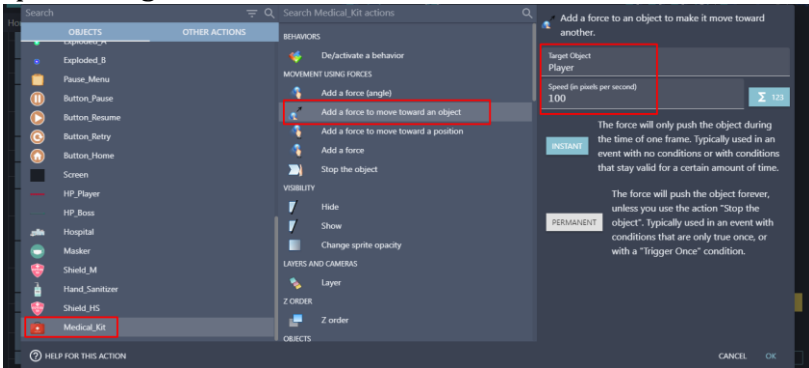 Search
OBJECTS
OTHER ACTIONS
Exploded_A
Exploded_B
Pause_Menu
Button_Pause
Button_Resume
Button_Retry
Button_Home
Screen
HP_Player
HP_Boss
Hospital
Masker
Shield_M
Hand_Sanitizer
Shield_HS
Medical_Kit
HELP FOR THIS ACTION
Search Medical_Kit actions
BEHAVIORS
De/activate a behavior
MOVEMENT USING FORCES
Add a force (angle)
Add a force to move toward an object
Add a force to move toward a position
Add a force
Stop the object
VISIBILITY
Hide
Show
Change sprite opacity
LAYERS AND CAMERAS
Layer
Z ORDER
Z order
OBJECTS
Add a force to an object to make it move toward
another.
Target Object
Player
Speed (in pixels per second)
100
Σ 123
INSTANT
The force will only push the object during
the time of one frame. Typically used in an
event with no conditions or with conditions
that stay valid for a certain amount of time.
PERMANENT
The force will push the object forever,
unless you use the action "Stop the
object". Typically used in an event with
conditions that are only true once, or
with a "Trigger Once" condition.
CANCEL
OK